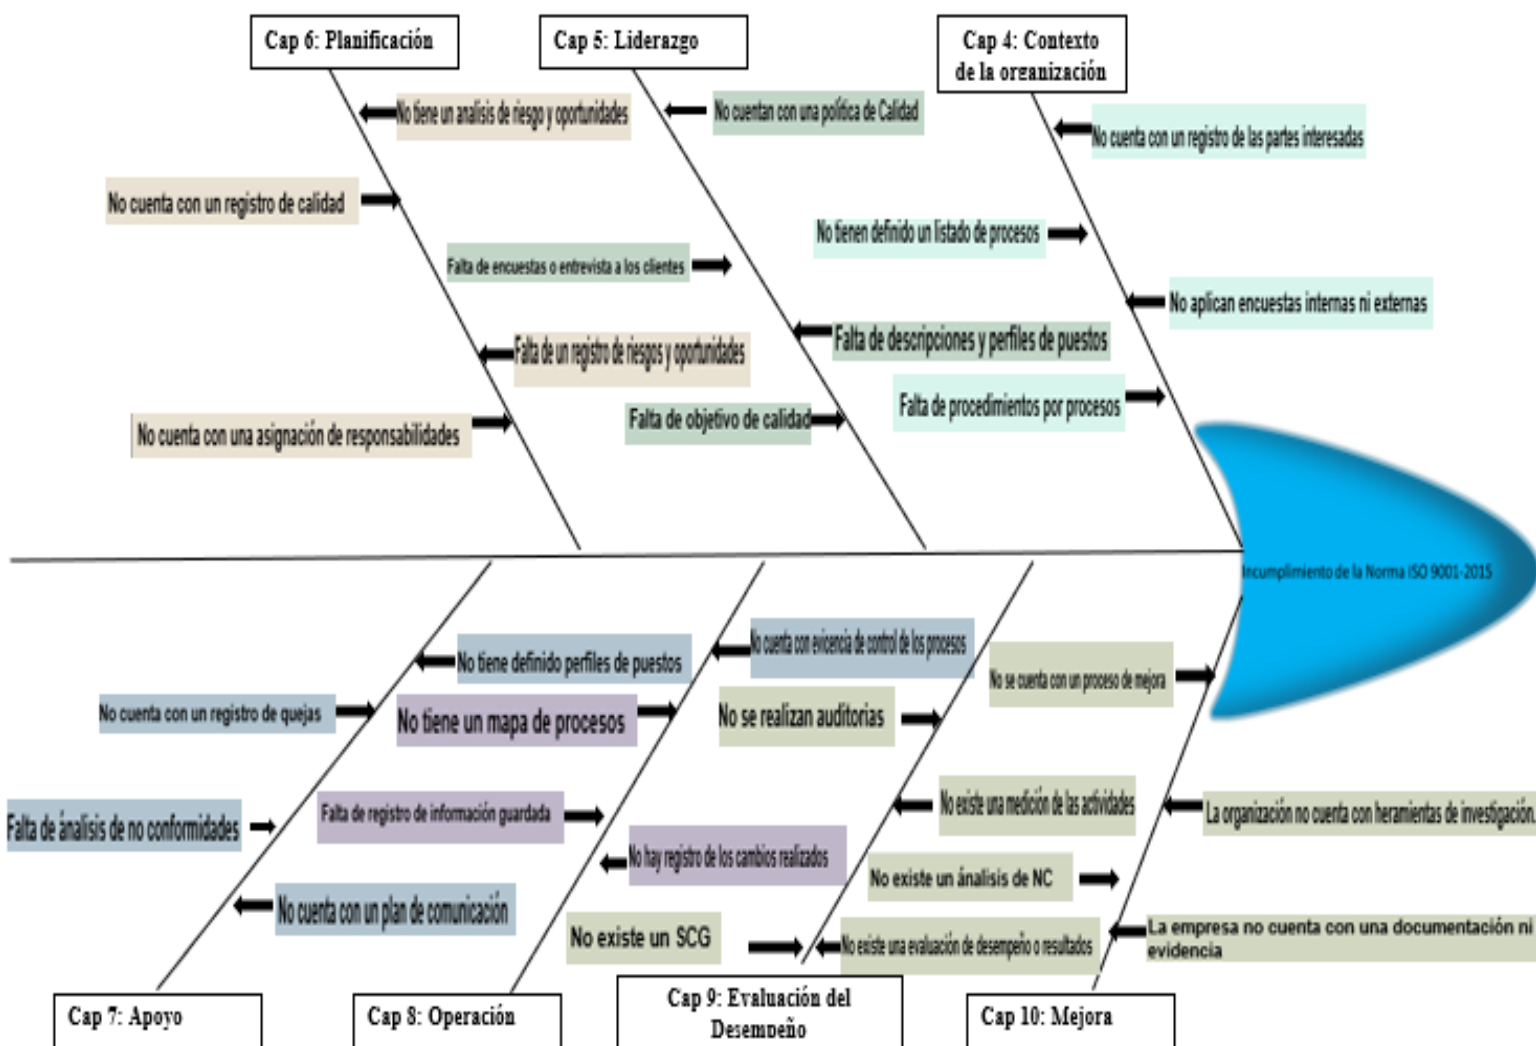 Cap 6: Planificación
Cap 5: Liderazgo
Cap 4: Contexto
de la organización
No tiene un analisis de riesgo y oportunidades
No cuentan con una política de Calidad
No cuenta con un registro de las partes interesadas
No cuenta con un registro de calidad
No tienen definido un listado de procesos
Falta de encuestas o entrevista a los clientes
No aplican encuestas internas ni externas
Falta de un registro de riesgos y oportunidades
Falta de descripciones y perfiles de puestos
Falta de objetivo de calidad
Falta de procedimientos por procesos
No cuenta con una asignación de responsabilidades
Incumplimiento de la Norma ISO 9001-2015
No tiene definido perfiles de puestos
No cuenta con evicencia de control de los procesos
No se cuenta con un proceso de mejora
No cuenta con un registro de quejas
No tiene un mapa de procesos
No se realizan auditorias
Falta de ánalisis de no conformidades
Falta de registro de información guardada
No existe una medición de las actividades
La organización no cuenta con heramientas de investigación.
No hay registro de los cambios realizados
No existe un ánalisis de NC
No cuenta con un plan de comunicación
No existe un SCG
No existe una evaluación de desempeño o resultados
La empresa no cuenta con una documentación ni
evidencia
Cap 7: Apoyo
Cap 8: Operación
Cap 9: Evaluación del
Desempeño
Cap 10: Mejora